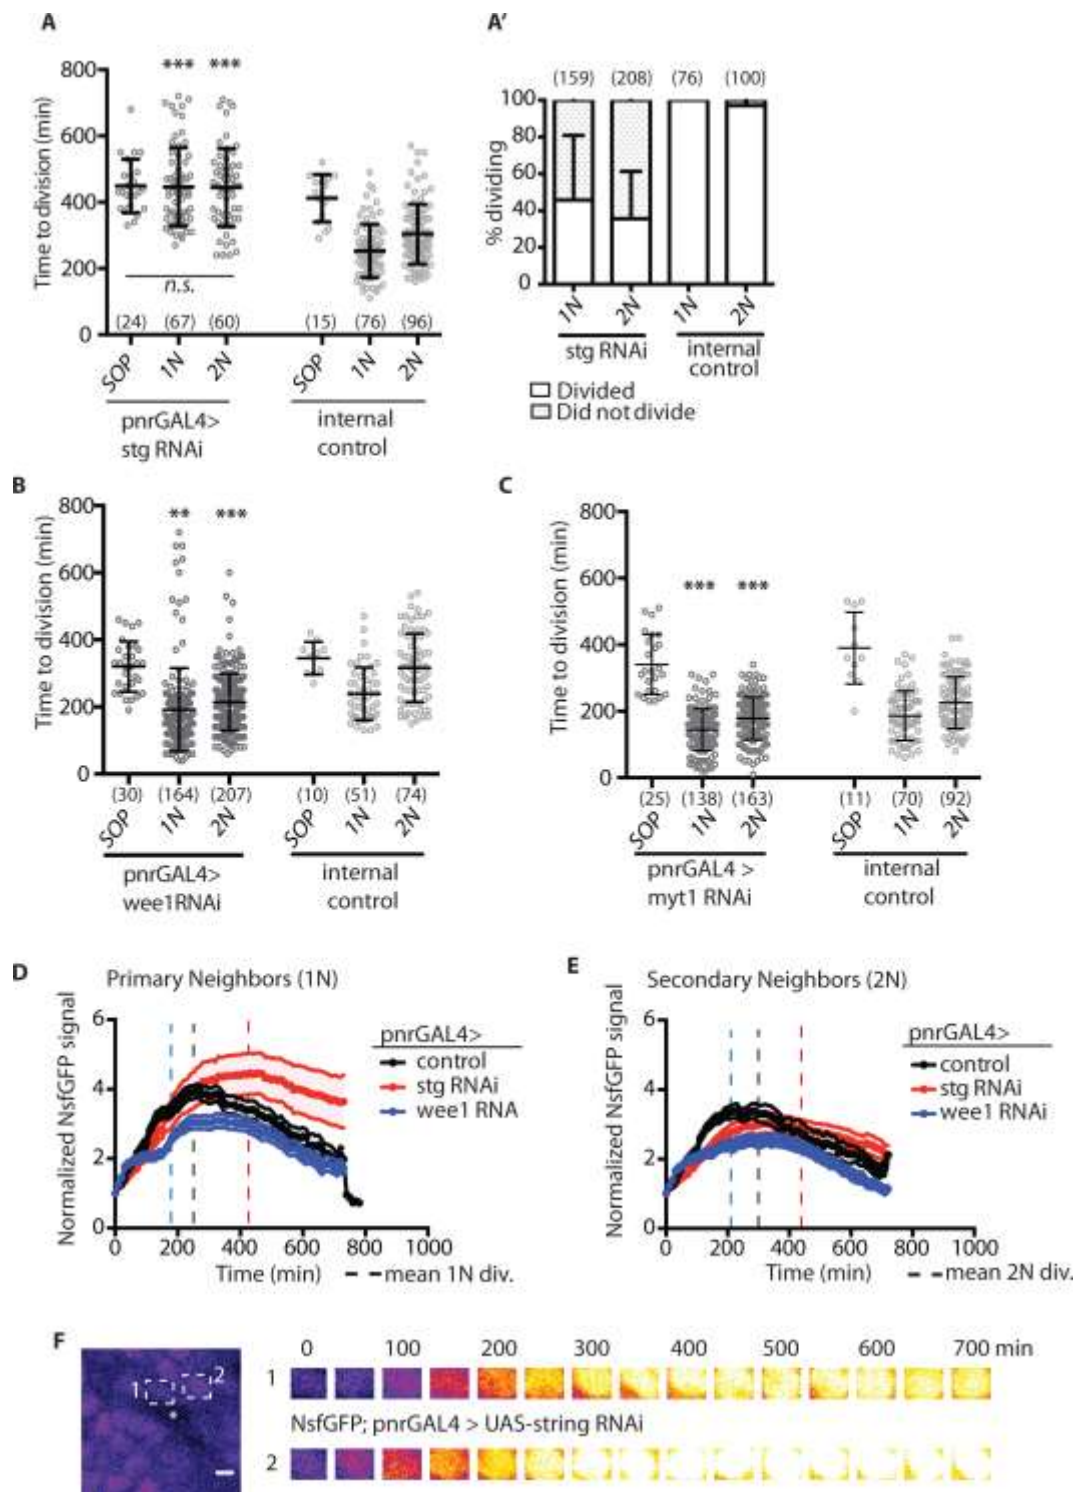 A
Time to division (min)
800
600
400
200
0
*** ***
n.s.
(24) (67) (60) (15) (76) (96)
SOP 1N 2N SOP 1N 2N
pnrGAL4>
stg RNAi
internal
control
A'
% dividing
(159) (208) (76) (100)
100
80
60
40
20
0
1N 2N 1N 2N
stg RNAi
internal
control
Divided
Did not divide
B
Time to division (min)
800
600
400
200
0
** ***
(30) (164) (207) (10) (51) (74)
SOP 1N 2N SOP 1N 2N
pnrGAL4>
wee1RNAi
internal
control
C
Time to division (min)
800
600
400
200
0
*** ***
(25) (138) (163) (11) (70) (92)
SOP 1N 2N SOP 1N 2N
pnrGAL4 >
myt1 RNAi
internal
control
D
Primary Neighbors (1N)
Normalized NsfGFP signal
6
4
2
0
0 200 400 600 800 1000
Time (min)
mean 1N div.
pnrGAL4>
control
stg RNAi
wee1 RNA
E
Secondary Neighbors (2N)
Normalized NsfGFP signal
6
4
2
0
0 200 400 600 800 1000
Time (min)
mean 2N div.
pnrGAL4>
control
stg RNAi
wee1 RNAi
F
1 2
*
0 100 200 300 400 500 600 700 min
1
NsfGFP; pnrGAL4 > UAS-string RNAi
2